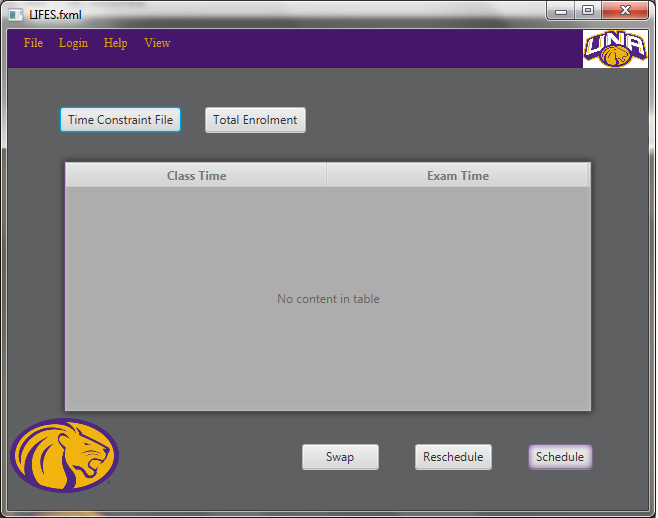 LIFES.fxml
File Login Help View
UNA
Time Constraint File Total Enrolment
Class Time Exam Time
No content in table
Swap Reschedule Schedule